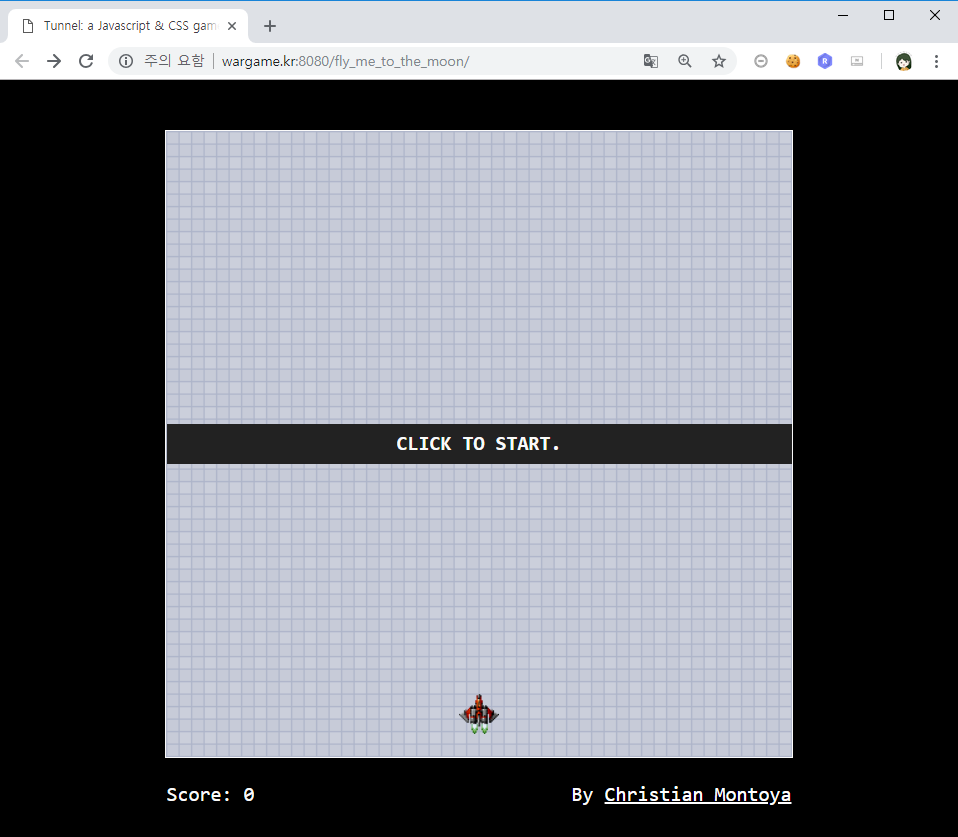 Tunnel: a Javascript & CSS gam
주의 요함 wargame.kr:8080/fly_me_to_the_moon/
R
CLICK TO START.
Score: 0 By Christian Montoya